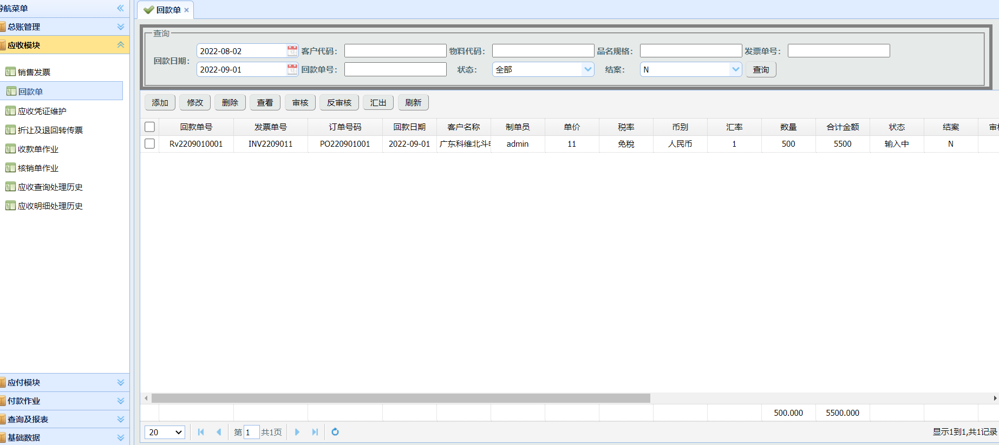 导航菜单
总账管理
应收模块
销售发票
回款单
应收凭证维护
折让及退回转传票
收款单作业
核销单作业
应收查询处理历史
应收明细处理历史
应付模块
付款作业
查询及报表
基础数据
回款单
查询
回款日期： 2022-08-02 客户代码： 物料代码： 品名规格： 发票单号：
2022-09-01 回款单号： 状态： 全部 结案： N 查询
添加 修改 删除 查看 审核 反审核 汇出 刷新
回款单号 发票单号 订单号码 回款日期 客户名称 制单员 单价 税率 币别 汇率 数量 合计金额 状态 结案 审
Rv2209010001 INV2209011 PO220901001 2022-09-01 广东科维北斗 admin 11 免税 人民币 1 500 5500 输入中 N
500.000 5500.000
20 第 1 共1页 显示1到1,共1记录